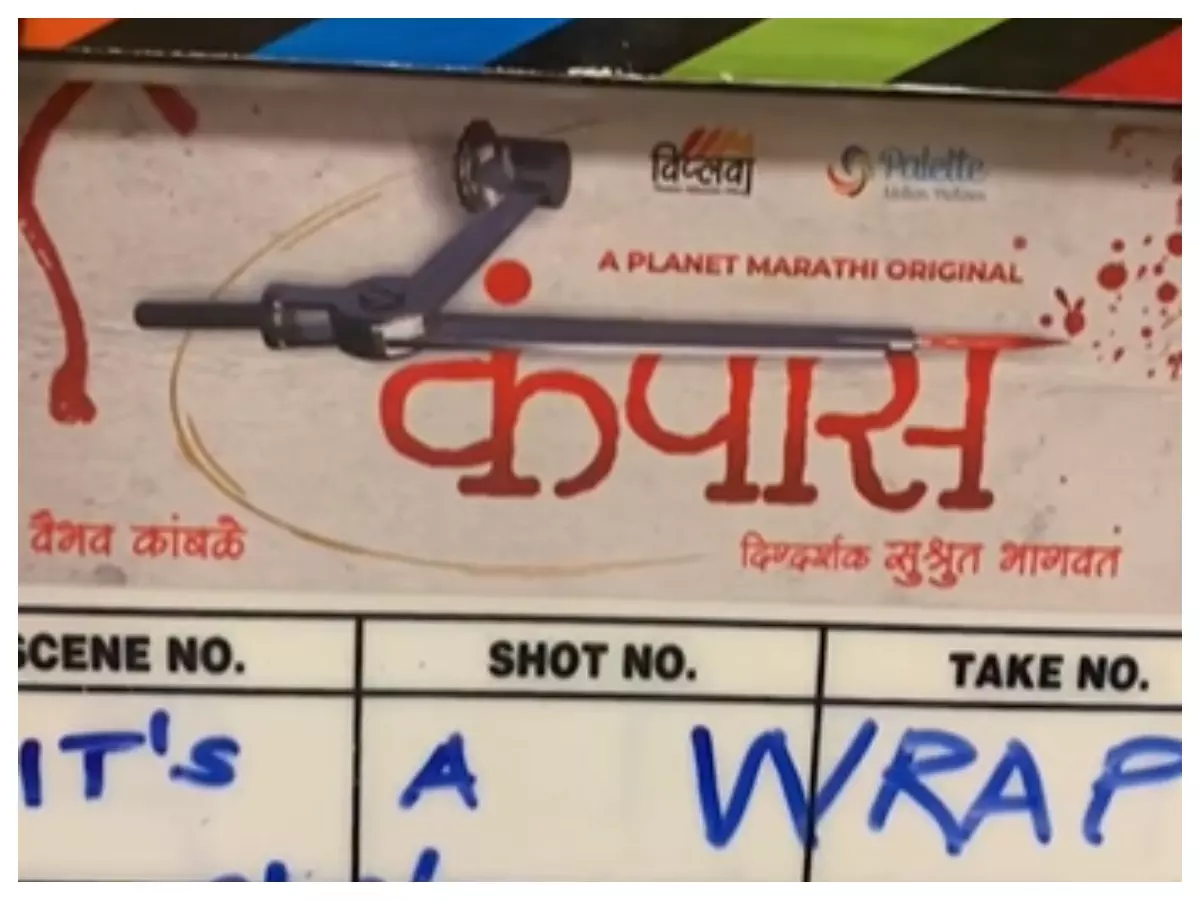 विप्लवा
Palette
A PLANET MARATHI ORIGINAL
कंपास
वैभव कांबळे
दिग्दर्शक सुश्रुत भागवत
SCENE NO. SHOT NO. TAKE NO.
IT's A WRAP